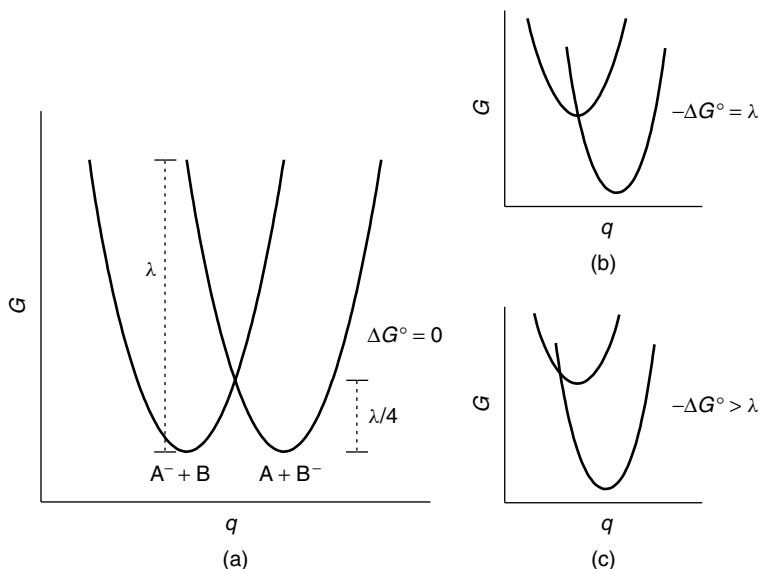 G
λ
ΔG° = 0
λ/4
A⁻ + B
A + B⁻
q
(a)
G
−ΔG° = λ
q
(b)
G
−ΔG° > λ
q
(c)